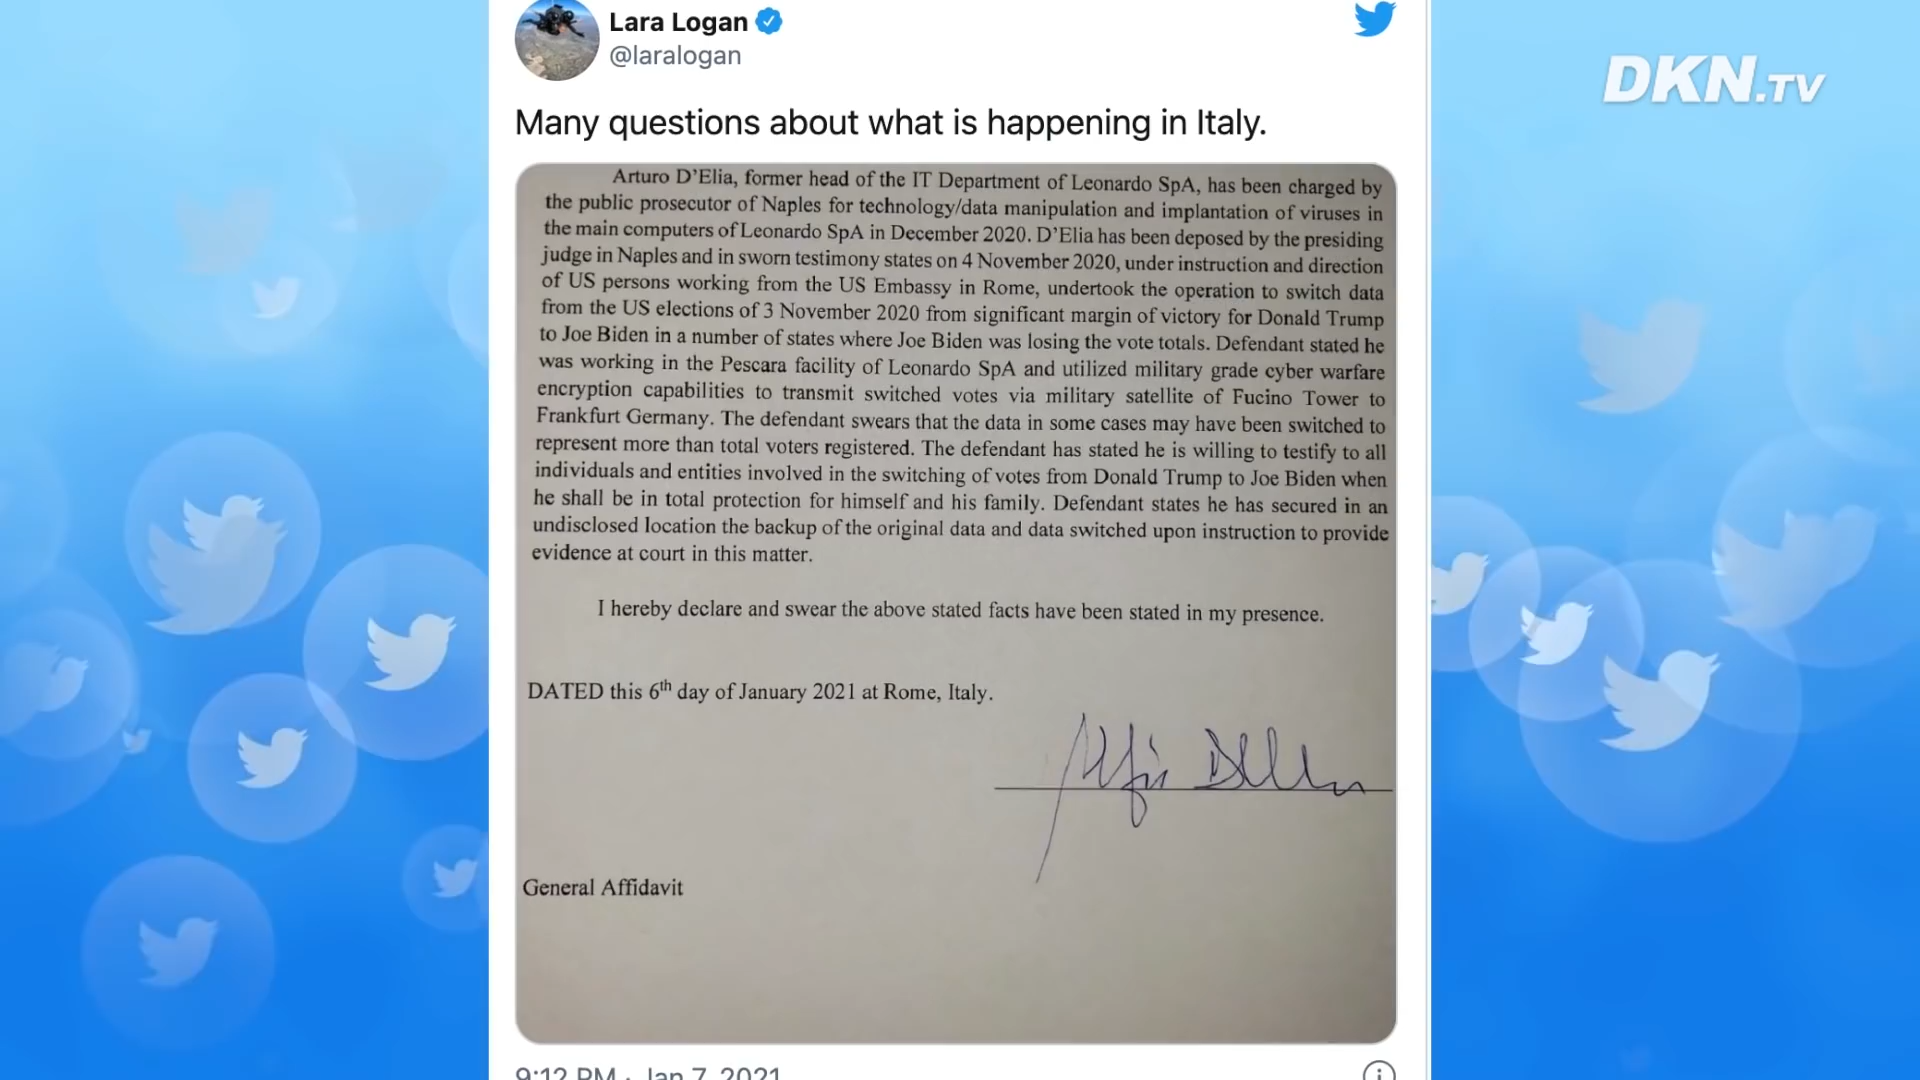 Lara Logan
@laralogan
DKN.TV
Many questions about what is happening in Italy.
Arturo D'Elia, former head of the IT Department of Leonardo SpA, has been charged by
the public prosecutor of Naples for technology/data manipulation and implantation of viruses in
the main computers of Leonardo SpA in December 2020. D'Elia has been deposed by the presiding
judge in Naples and in sworn testimony states on 4 November 2020, under instruction and direction
of US persons working from the US Embassy in Rome, undertook the operation to switch data
from the US elections of 3 November 2020 from significant margin of victory for Donald Trump
to Joe Biden in a number of states where Joe Biden was losing the vote totals. Defendant stated he
was working in the Pescara facility of Leonardo SpA and utilized military grade cyber warfare
encryption capabilities to transmit switched votes via military satellite of Fucino Tower to
Frankfurt Germany. The defendant swears that the data in some cases may have been switched to
represent more than total voters registered. The defendant has stated he is willing to testify to all
individuals and entities involved in the switching of votes from Donald Trump to Joe Biden when
he shall be in total protection for himself and his family. Defendant states he has secured in an
undisclosed location the backup of the original data and data switched upon instruction to provide
evidence at court in this matter.
I hereby declare and swear the above stated facts have been stated in my presence.
DATED this 6th day of January 2021 at Rome, Italy.
General Affidavit
9:12 PM · Jan 7, 2021